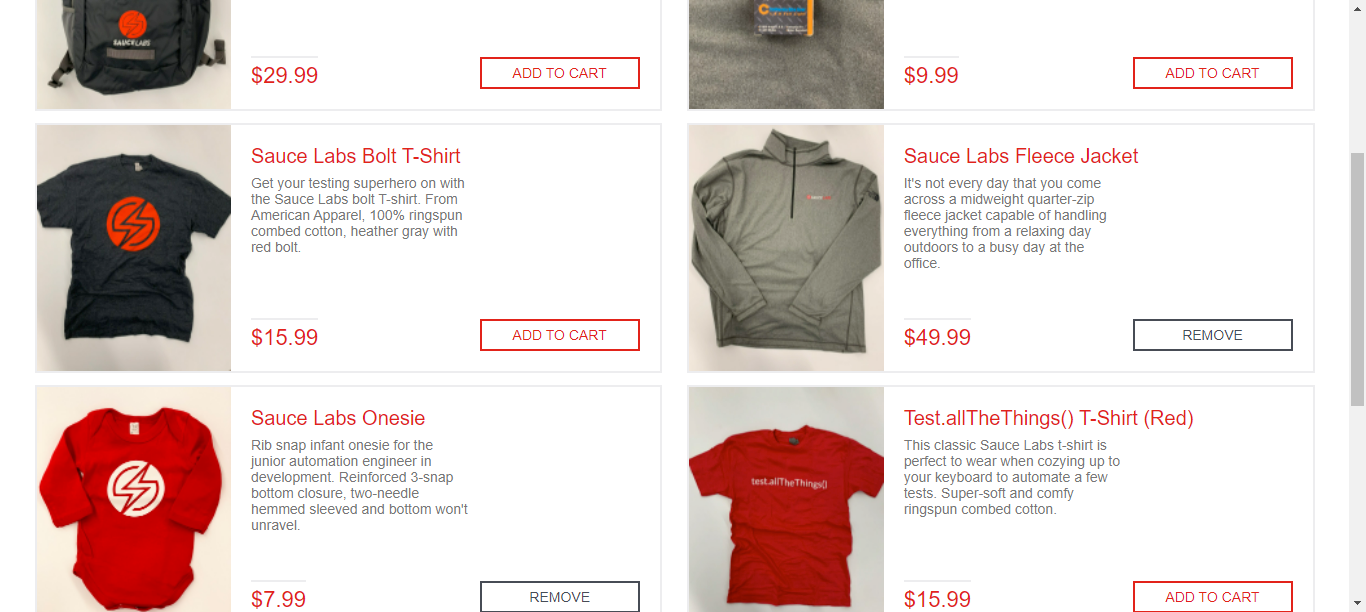 SAUCE LABS
$29.99
ADD TO CART
$9.99
ADD TO CART
Sauce Labs Bolt T-Shirt
Get your testing superhero on with
the Sauce Labs bolt T-shirt. From
American Apparel, 100% ringspun
combed cotton, heather gray with
red bolt.
$15.99
ADD TO CART
Sauce Labs Fleece Jacket
It's not every day that you come
across a midweight quarter-zip
fleece jacket capable of handling
everything from a relaxing day
outdoors to a busy day at the
office.
$49.99
REMOVE
Sauce Labs Onesie
Rib snap infant onesie for the
junior automation engineer in
development. Reinforced 3-snap
bottom closure, two-needle
hemmed sleeved and bottom won't
unravel.
$7.99
REMOVE
test.allTheThings()
Test.allTheThings() T-Shirt (Red)
This classic Sauce Labs t-shirt is
perfect to wear when cozying up to
your keyboard to automate a few
tests. Super-soft and comfy
ringspun combed cotton.
$15.99
ADD TO CART